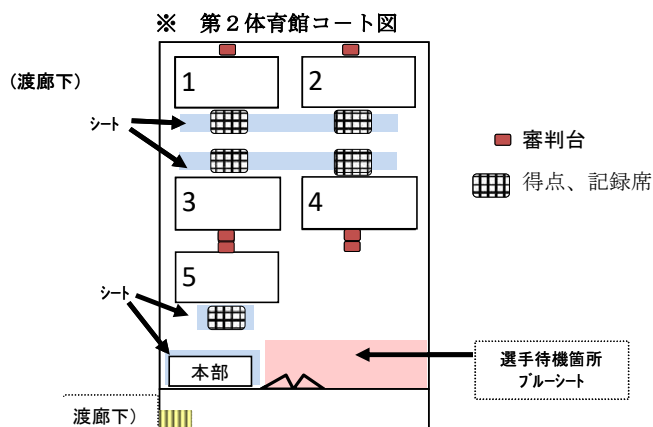 ※ 第２体育館コート図
(渡廊下)
1
2
ｼｰﾄ
審判台
得点、記録席
3
4
5
ｼｰﾄ
本部
選手待機箇所
ﾌﾞﾙｰｼｰﾄ
渡廊下）